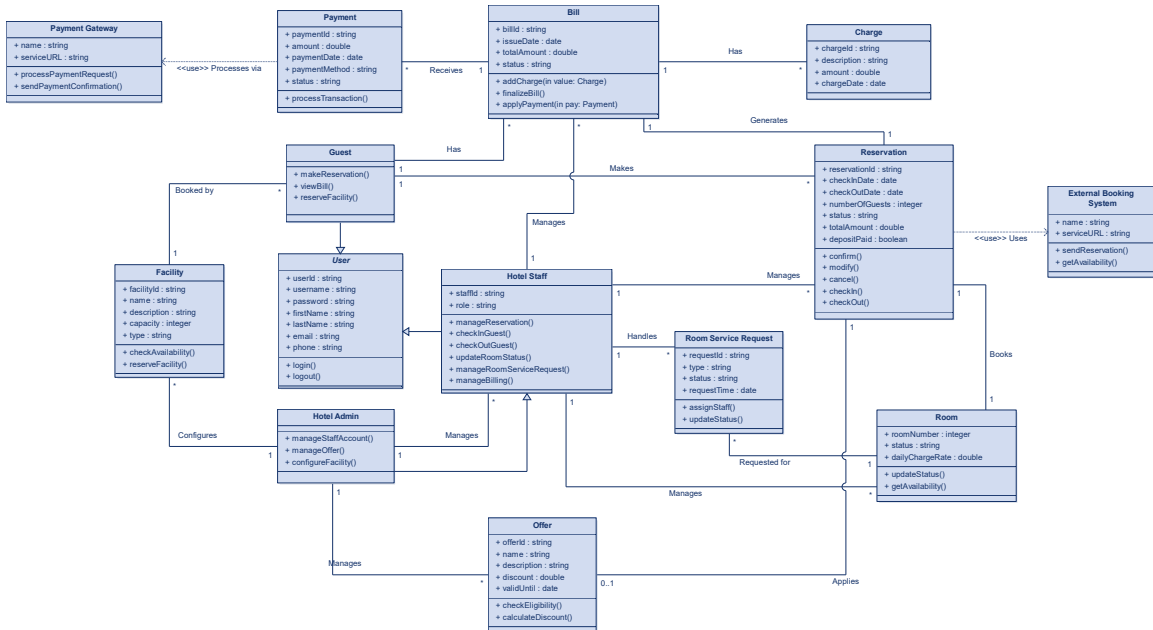 Payment Gateway
+ name : string
+ serviceURL : string
+ processPaymentRequest()
+ sendPaymentConfirmation()
<<use>> Processes via
Payment
+ paymentId : string
+ amount : double
+ paymentDate : date
+ paymentMethod : string
+ status : string
+ processTransaction()
*
Receives
1
Bill
+ billId : string
+ issueDate : date
+ totalAmount : double
+ status : string
+ addCharge(in value: Charge)
+ finalizeBill()
+ applyPayment(in pay: Payment)
Has
1
*
Charge
+ chargeId : string
+ description : string
+ amount : double
+ chargeDate : date
*
*
1
Generates
1
Guest
+ makeReservation()
+ viewBill()
+ reserveFacility()
Has
1
1
Makes
*
Booked by
*
1
Manages
1
Reservation
+ reservationId : string
+ checkInDate : date
+ checkOutDate : date
+ numberOfGuests : integer
+ status : string
+ totalAmount : double
+ depositPaid : boolean
+ confirm()
+ modify()
+ cancel()
+ checkIn()
+ checkOut()
<<use>> Uses
External Booking
System
+ name : string
+ serviceURL : string
+ sendReservation()
+ getAvailability()
Facility
+ facilityId : string
+ name : string
+ description : string
+ capacity : integer
+ type : string
+ checkAvailability()
+ reserveFacility()
User
+ userId : string
+ username : string
+ password : string
+ firstName : string
+ lastName : string
+ email : string
+ phone : string
+ login()
+ logout()
Hotel Staff
+ staffId : string
+ role : string
+ manageReservation()
+ checkInGuest()
+ checkOutGuest()
+ updateRoomStatus()
+ manageRoomServiceRequest()
+ manageBilling()
Manages
1
*
Handles
1
*
Room Service Request
+ requestId : string
+ type : string
+ status : string
+ requestTime : date
+ assignStaff()
+ updateStatus()
1
1
Books
1
*
Configures
1
Hotel Admin
+ manageStaffAccount()
+ manageOffer()
+ configureFacility()
*
Manages
1
1
*
Requested for
1
Room
+ roomNumber : integer
+ status : string
+ dailyChargeRate : double
+ updateStatus()
+ getAvailability()
Manages
*
1
Manages
*
Offer
+ offerId : string
+ name : string
+ description : string
+ discount : double
+ validUntil : date
+ checkEligibility()
+ calculateDiscount()
0..1
Applies